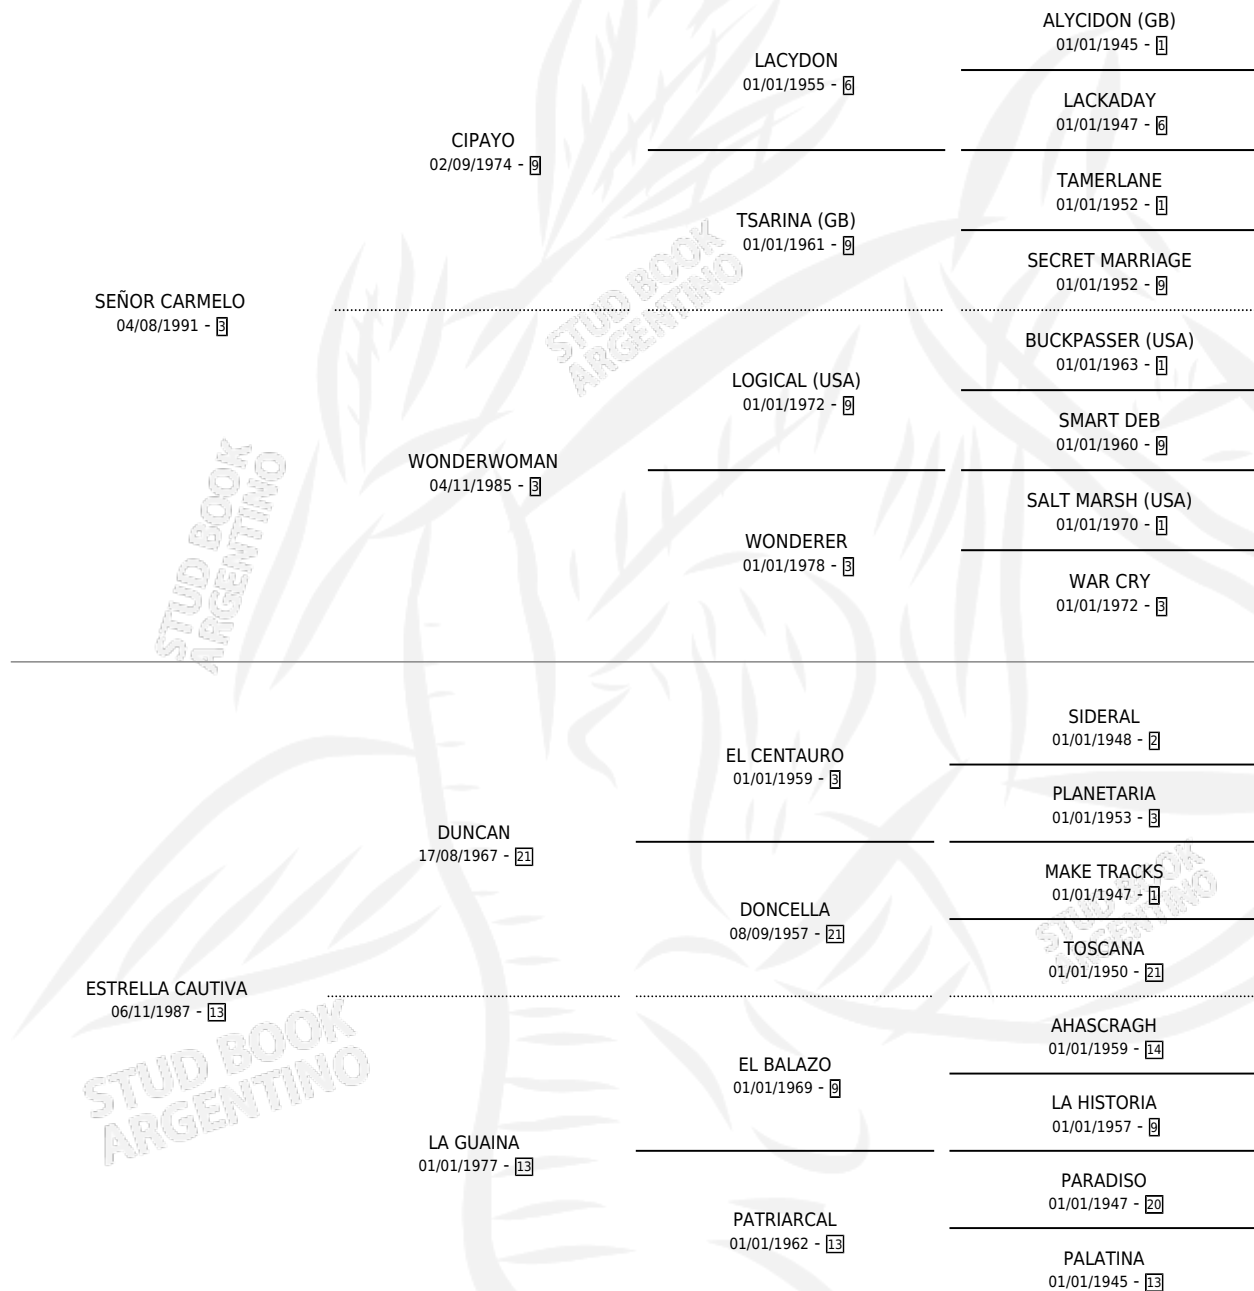 ALYCIDON (GB)
01/01/1945 - 1
LACYDON
01/01/1955 - 6
LACKADAY
01/01/1947 - 6
CIPAYO
02/09/1974 - 9
TAMERLANE
01/01/1952 - 1
TSARINA (GB)
01/01/1961 - 9
SECRET MARRIAGE
01/01/1952 - 9
SEÑOR CARMELO
04/08/1991 - 3
STUD BOOK
ARGENTINO
BUCKPASSER (USA)
01/01/1963 - 1
LOGICAL (USA)
01/01/1972 - 9
SMART DEB
01/01/1960 - 9
WONDERWOMAN
04/11/1985 - 3
SALT MARSH (USA)
01/01/1970 - 1
WONDERER
01/01/1978 - 3
WAR CRY
01/01/1972 - 3
STUD BOOK
ARGENTINO
SIDERAL
01/01/1948 - 2
EL CENTAURO
01/01/1959 - 3
PLANETARIA
01/01/1953 - 3
DUNCAN
17/08/1967 - 21
MAKE TRACKS
01/01/1947 - 1
DONCELLA
08/09/1957 - 21
STUD BOOK
ARGENTINO
TOSCANA
01/01/1950 - 21
ESTRELLA CAUTIVA
06/11/1987 - 13
STUD BOOK
ARGENTINO
AHASCRAGH
01/01/1959 - 14
EL BALAZO
01/01/1969 - 9
LA HISTORIA
01/01/1957 - 9
LA GUAINA
01/01/1977 - 13
PARADISO
01/01/1947 - 20
PATRIARCAL
01/01/1962 - 13
PALATINA
01/01/1945 - 13